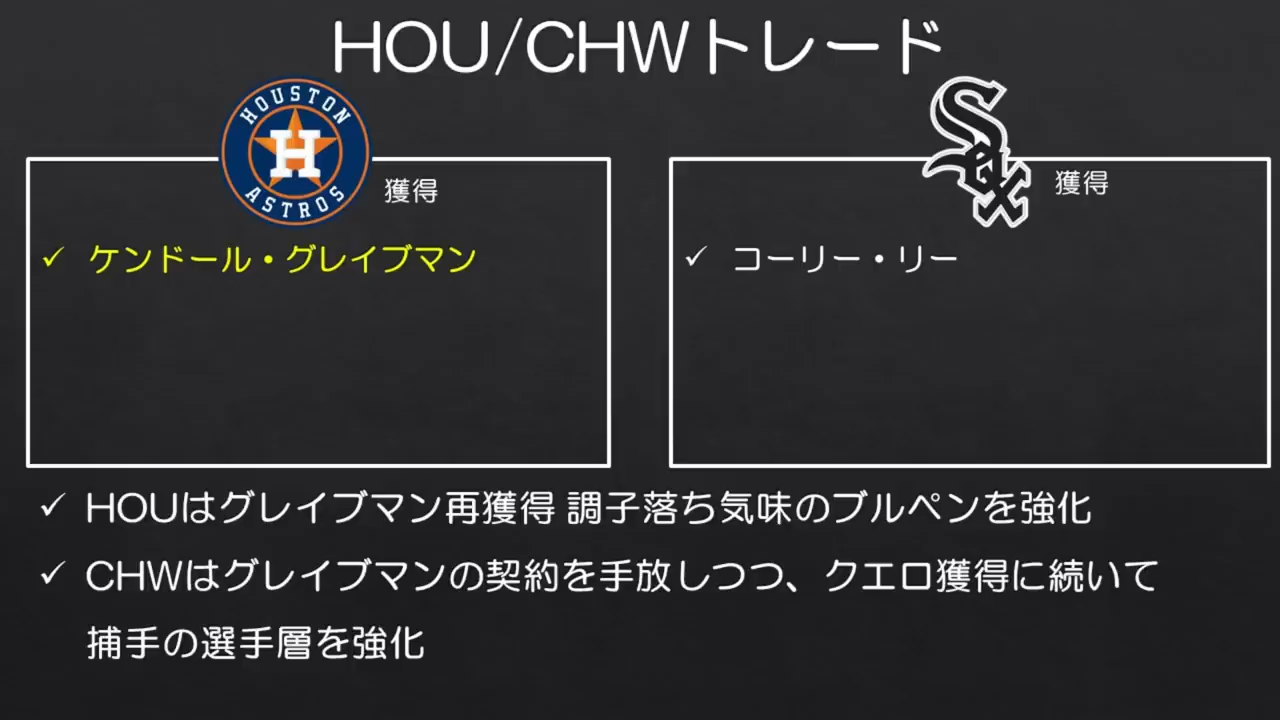 HOU/CHWトレード
HOUSTON
H
ASTROS
獲得
Sox
獲得
✓ ケンドール・グレイブマン
✓ コーリー・リー
✓ HOUはグレイブマン再獲得 調子落ち気味のブルペンを強化
✓ CHWはグレイブマンの契約を手放しつつ、クエロ獲得に続いて
捕手の選手層を強化